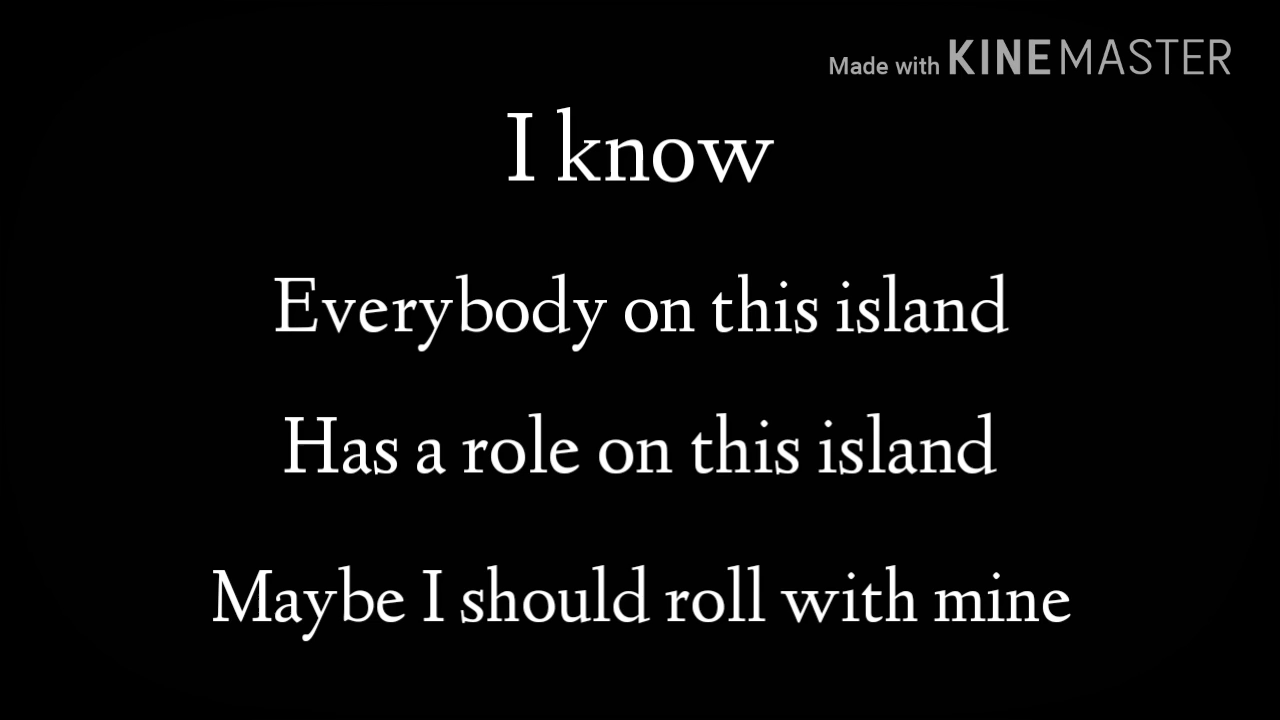 Made with KINEMASTER
I know
Everybody on this island
Has a role on this island
Maybe I should roll with mine